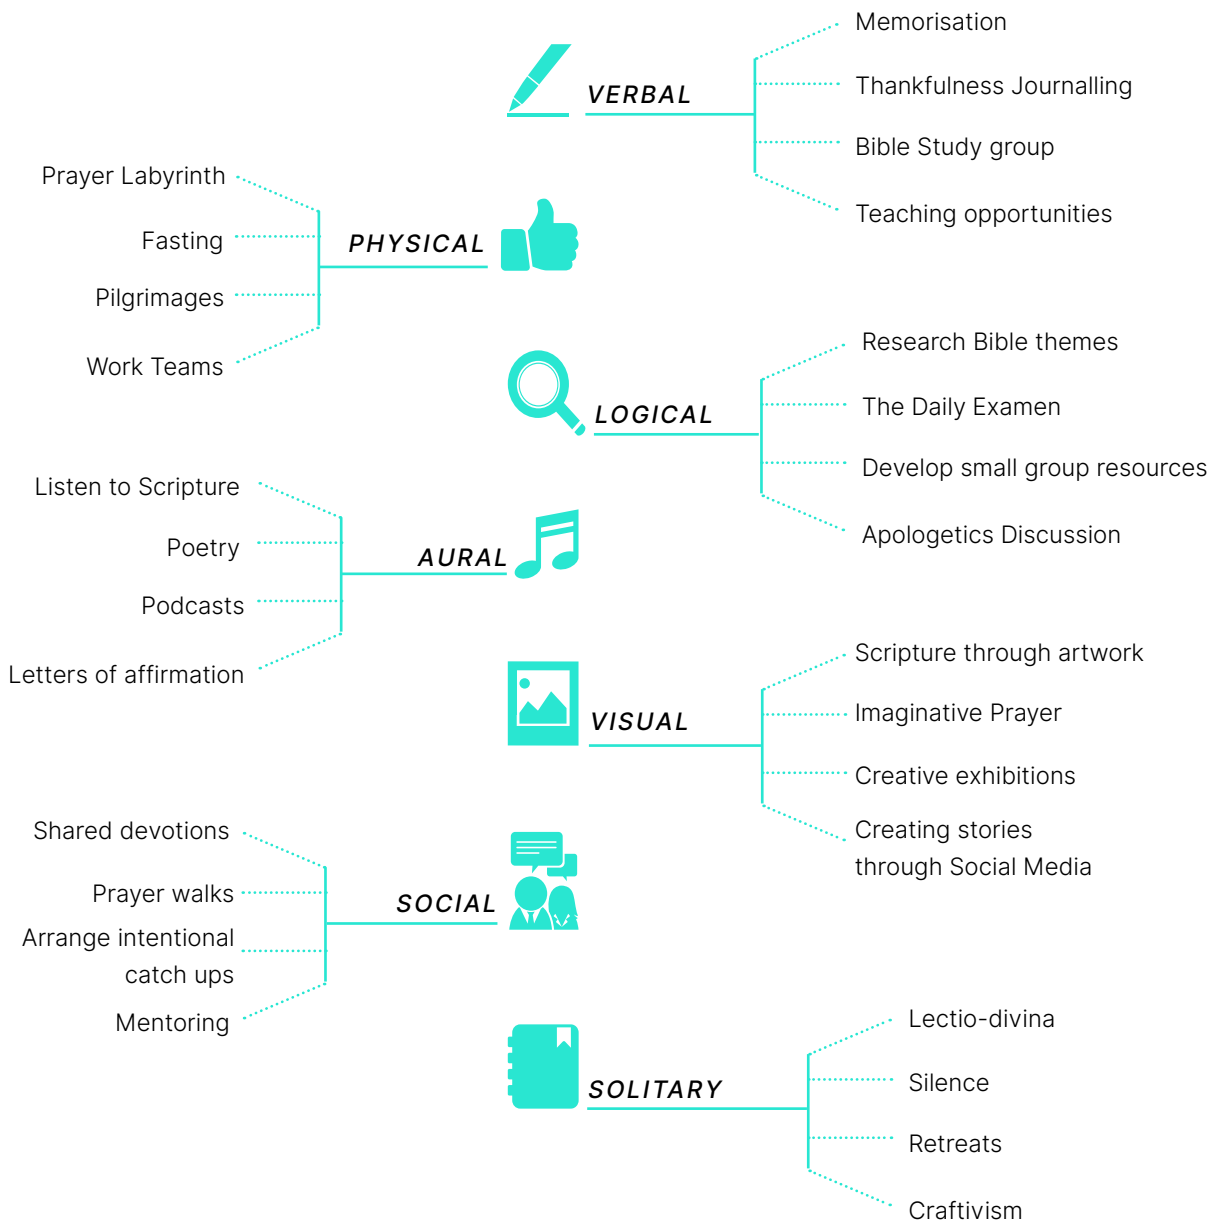 VERBAL
Memorisation
Thankfulness Journalling
Bible Study group
Teaching opportunities
PHYSICAL
Prayer Labyrinth
Fasting
Pilgrimages
Work Teams
LOGICAL
Research Bible themes
The Daily Examen
Develop small group resources
Apologetics Discussion
AURAL
Listen to Scripture
Poetry
Podcasts
Letters of affirmation
VISUAL
Scripture through artwork
Imaginative Prayer
Creative exhibitions
Creating stories
through Social Media
SOCIAL
Shared devotions
Prayer walks
Arrange intentional
catch ups
Mentoring
SOLITARY
Lectio-divina
Silence
Retreats
Craftivism